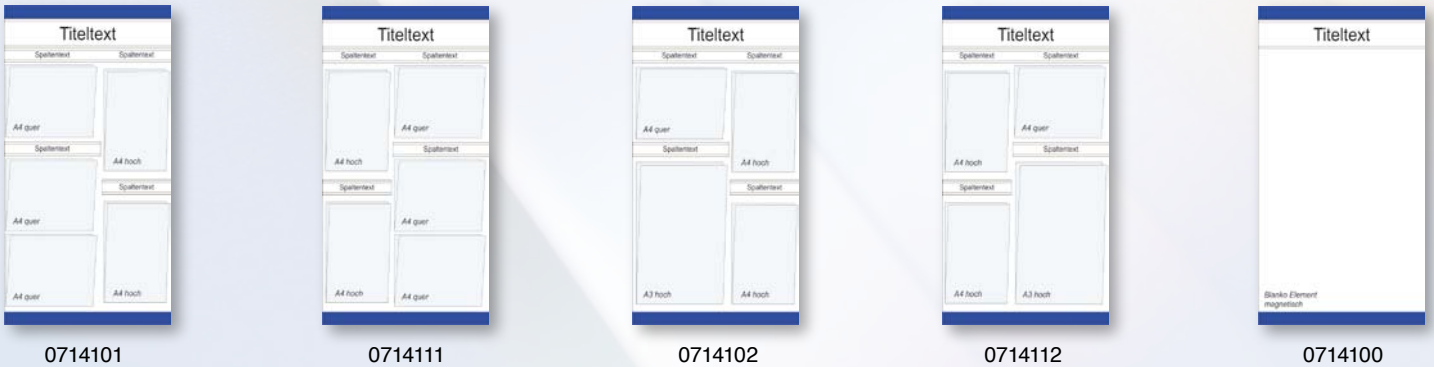 Titeltext
Spaltentext Spaltentext
A4 quer
A4 hoch
Spaltentext
Spaltentext
A4 quer
A4 quer
A4 hoch
0714101
Titeltext
Spaltentext Spaltentext
A4 quer
A4 hoch
Spaltentext
Spaltentext
A4 quer
A4 hoch
A4 quer
0714111
Titeltext
Spaltentext Spaltentext
A4 quer
Spaltentext
A4 hoch
Spaltentext
A3 hoch
A4 hoch
0714102
Titeltext
Spaltentext Spaltentext
A4 quer
Spaltentext
A4 hoch
Spaltentext
A4 hoch
A3 hoch
0714112
Titeltext
Blanko Element
magnetisch
0714100